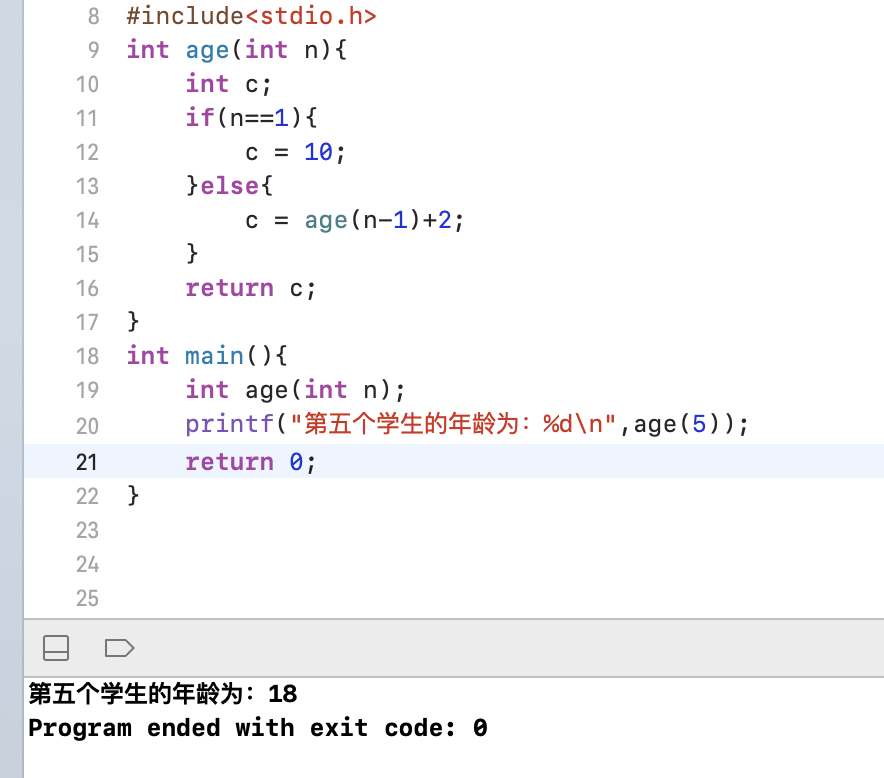 8 #include<stdio.h>
9 int age(int n){
10     int c;
11     if(n==1){
12         c = 10;
13     }else{
14         c = age(n-1)+2;
15     }
16     return c;
17 }
18 int main(){
19     int age(int n);
20     printf("第五个学生的年龄为：%d\n",age(5));
21     return 0;
22 }
23
24
25
第五个学生的年龄为：18
Program ended with exit code: 0